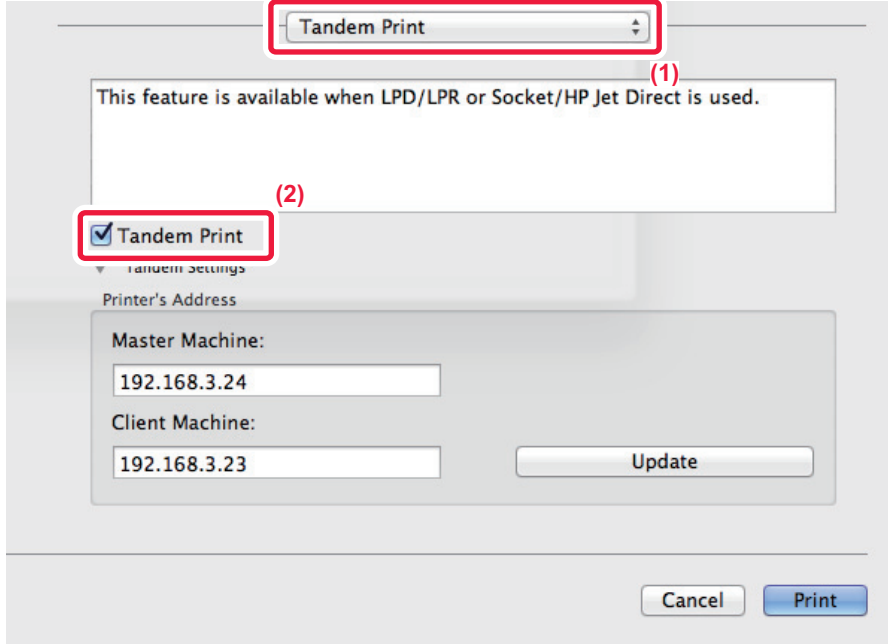 Tandem Print
(1)
This feature is available when LPD/LPR or Socket/HP Jet Direct is used.
(2)
Tandem Print
Tandem Settings
Printer's Address
Master Machine:
192.168.3.24
Client Machine:
192.168.3.23
Update
Cancel
Print